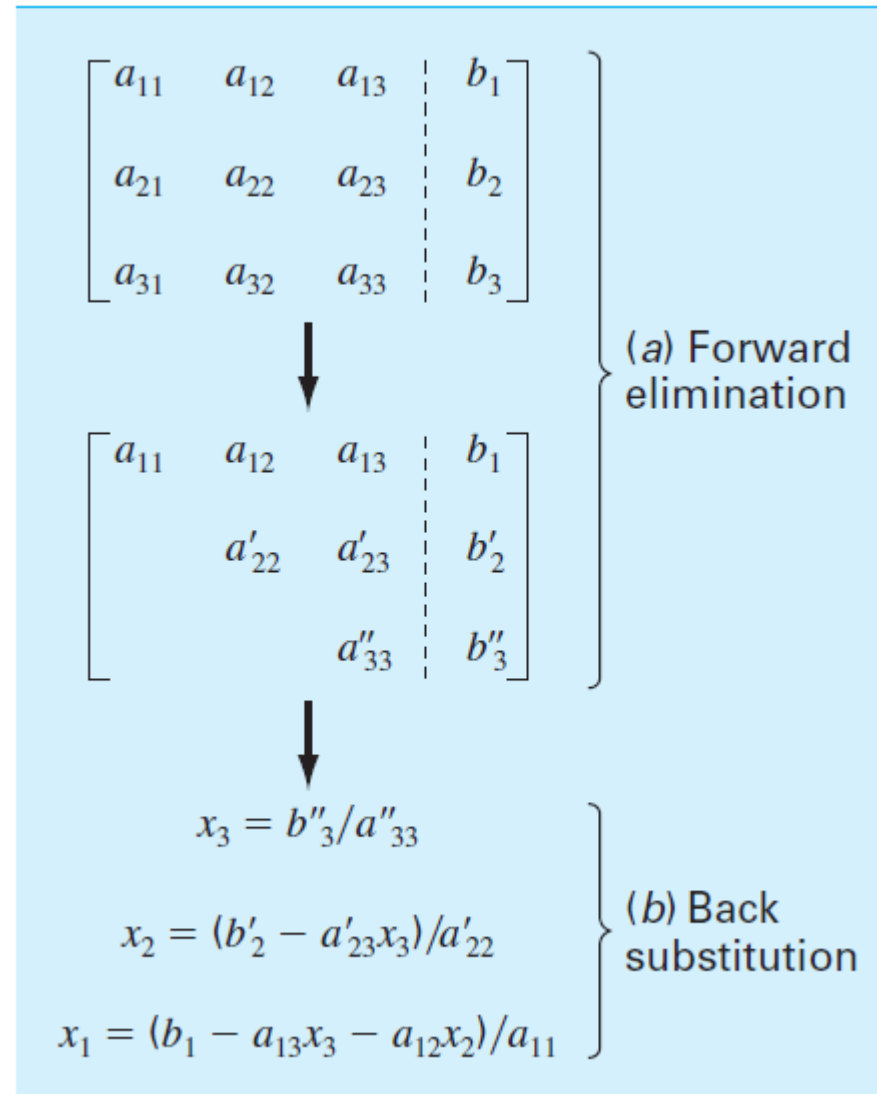 a₁₁ a₁₂ a₁₃ b₁
a₂₁ a₂₂ a₂₃ b₂
a₃₁ a₃₂ a₃₃ b₃
(a) Forward
elimination
a₁₁ a₁₂ a₁₃ b₁
a′₂₂ a′₂₃ b′₂
a″₃₃ b″₃
x₃ = b″₃/a″₃₃
x₂ = (b′₂ − a′₂₃x₃)/a′₂₂
x₁ = (b₁ − a₁₃x₃ − a₁₂x₂)/a₁₁
(b) Back
substitution